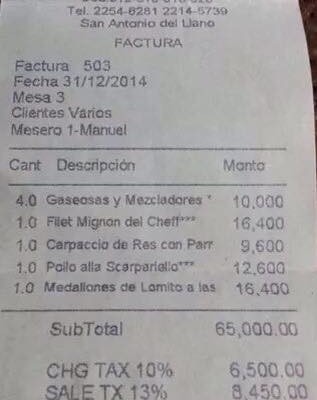 Tel. 2254-6281 2214-5739
San Antonio del Llano
FACTURA
Factura 503
Fecha 31/12/2014
Mesa 3
Clientes Varios
Mesero 1-Manuel
Cant Descripción Monto
4.0 Gaseosas y Mezcladores * 10,000
1.0 Filet Mignon del Cheff*** 16,400
1.0 Carpaccio de Res con Parr 9,600
1.0 Pollo alla Scarpariello*** 12,600
1.0 Medallones de Lomito a las 16,400
SubTotal 65,000.00
CHG TAX 10% 6,500.00
SALE TX 13% 8,450.00